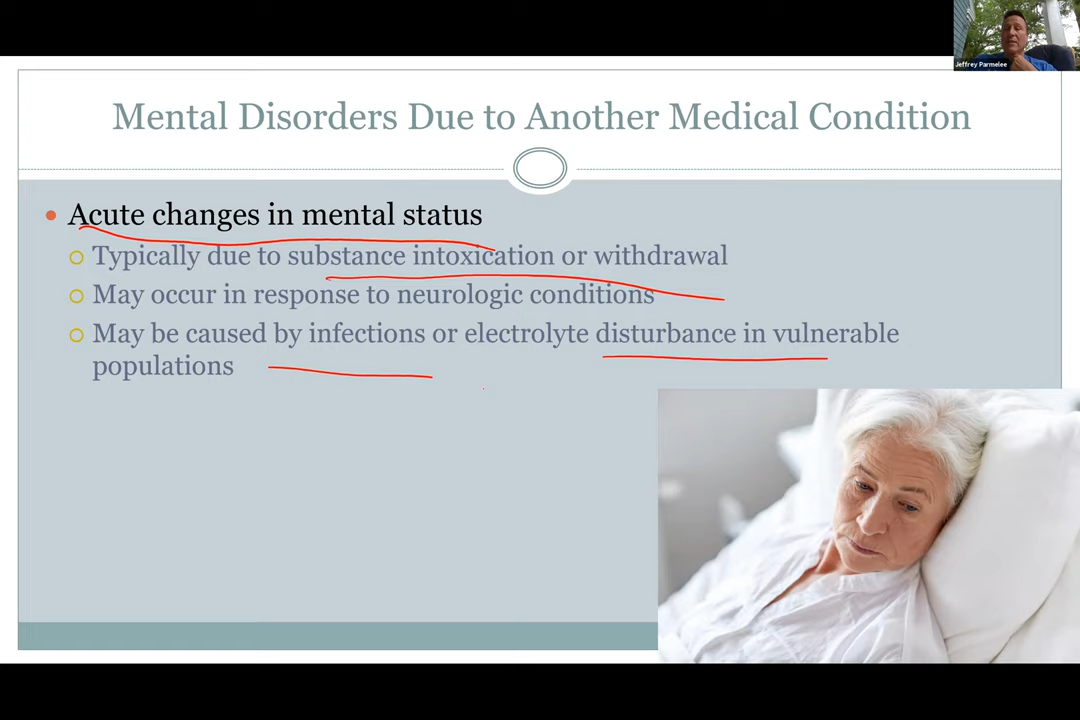 Jeffrey Parmelee
Mental Disorders Due to Another Medical Condition
Acute changes in mental status
Typically due to substance intoxication or withdrawal
May occur in response to neurologic conditions
May be caused by infections or electrolyte disturbance in vulnerable
populations